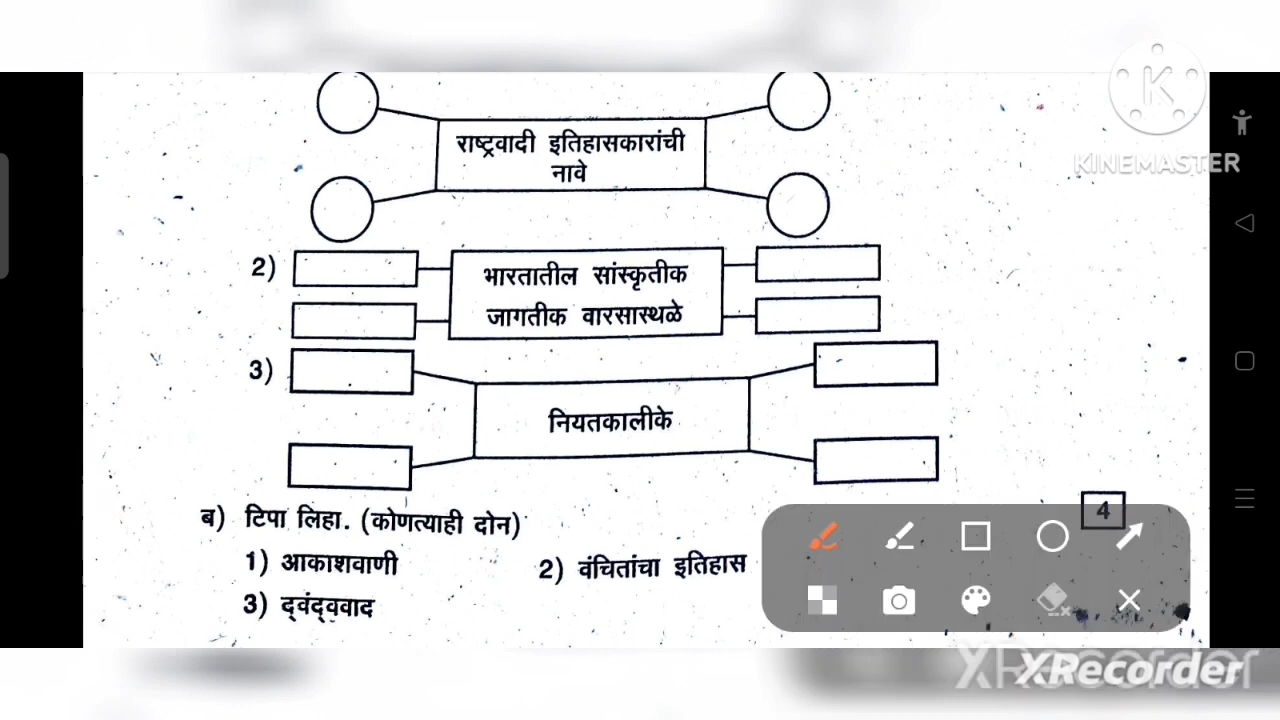 KINEMASTER
राष्ट्रवादी इतिहासकारांची
नावे
2)
भारतातील सांस्कृतीक
जागतीक वारसास्थळे
3)
नियतकालीके
ब) टिपा लिहा. (कोणत्याही दोन)
4
1) आकाशवाणी
2) वंचितांचा इतिहास
3) द्वंद्ववाद
XRecorder